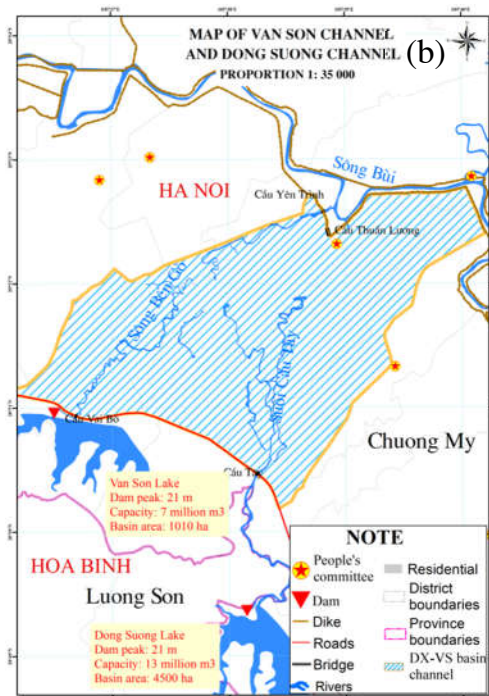 MAP OF VAN SON CHANNEL
AND DONG SUONG CHANNEL
(b)
PROPORTION 1: 35 000
Sông Bùi
HA NOI
Cầu Yên Trình
Cầu Thuần Lương
Sông Bến Gò
Suối Cầu Tây
Cầu Vai Bò
Chuong My
Van Son Lake
Dam peak: 21 m
Capacity: 7 million m3
Basin area: 1010 ha
HOA BINH
Luong Son
Dong Suong Lake
Dam peak: 21 m
Capacity: 13 million m3
Basin area: 4500 ha
NOTE
People's
committee
Dam
Dike
Roads
Bridge
Rivers
Residential
District
boundaries
Province
boundaries
DX-VS basin
channel